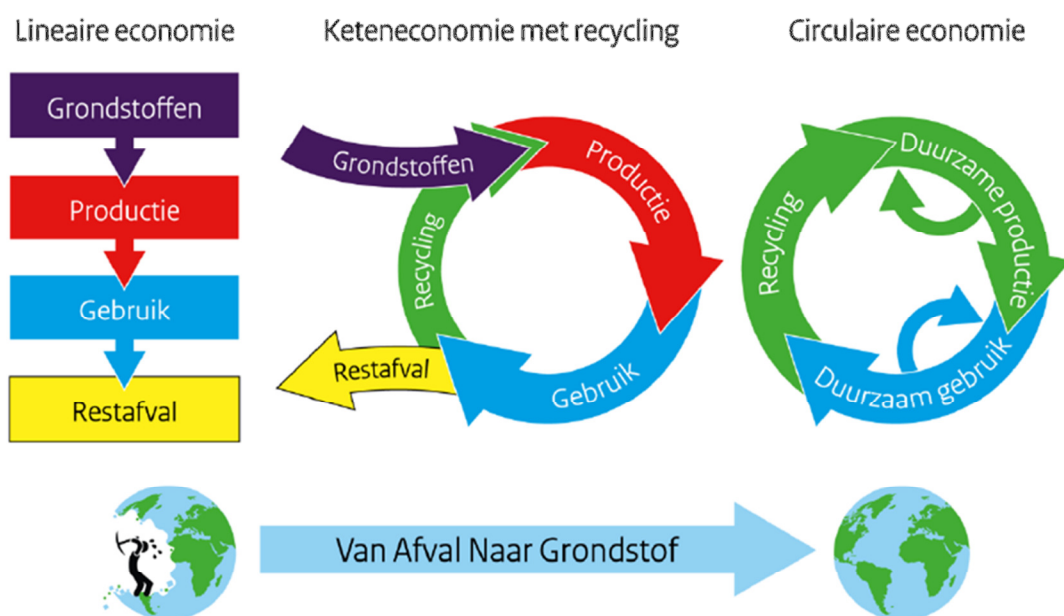 Lineaire economie
Grondstoffen
Productie
Gebruik
Restafval
Keteneconomie met recycling
Grondstoffen
Productie
Gebruik
Recycling
Restafval
Circulaire economie
Duurzame productie
Duurzaam gebruik
Recycling
Van Afval Naar Grondstof